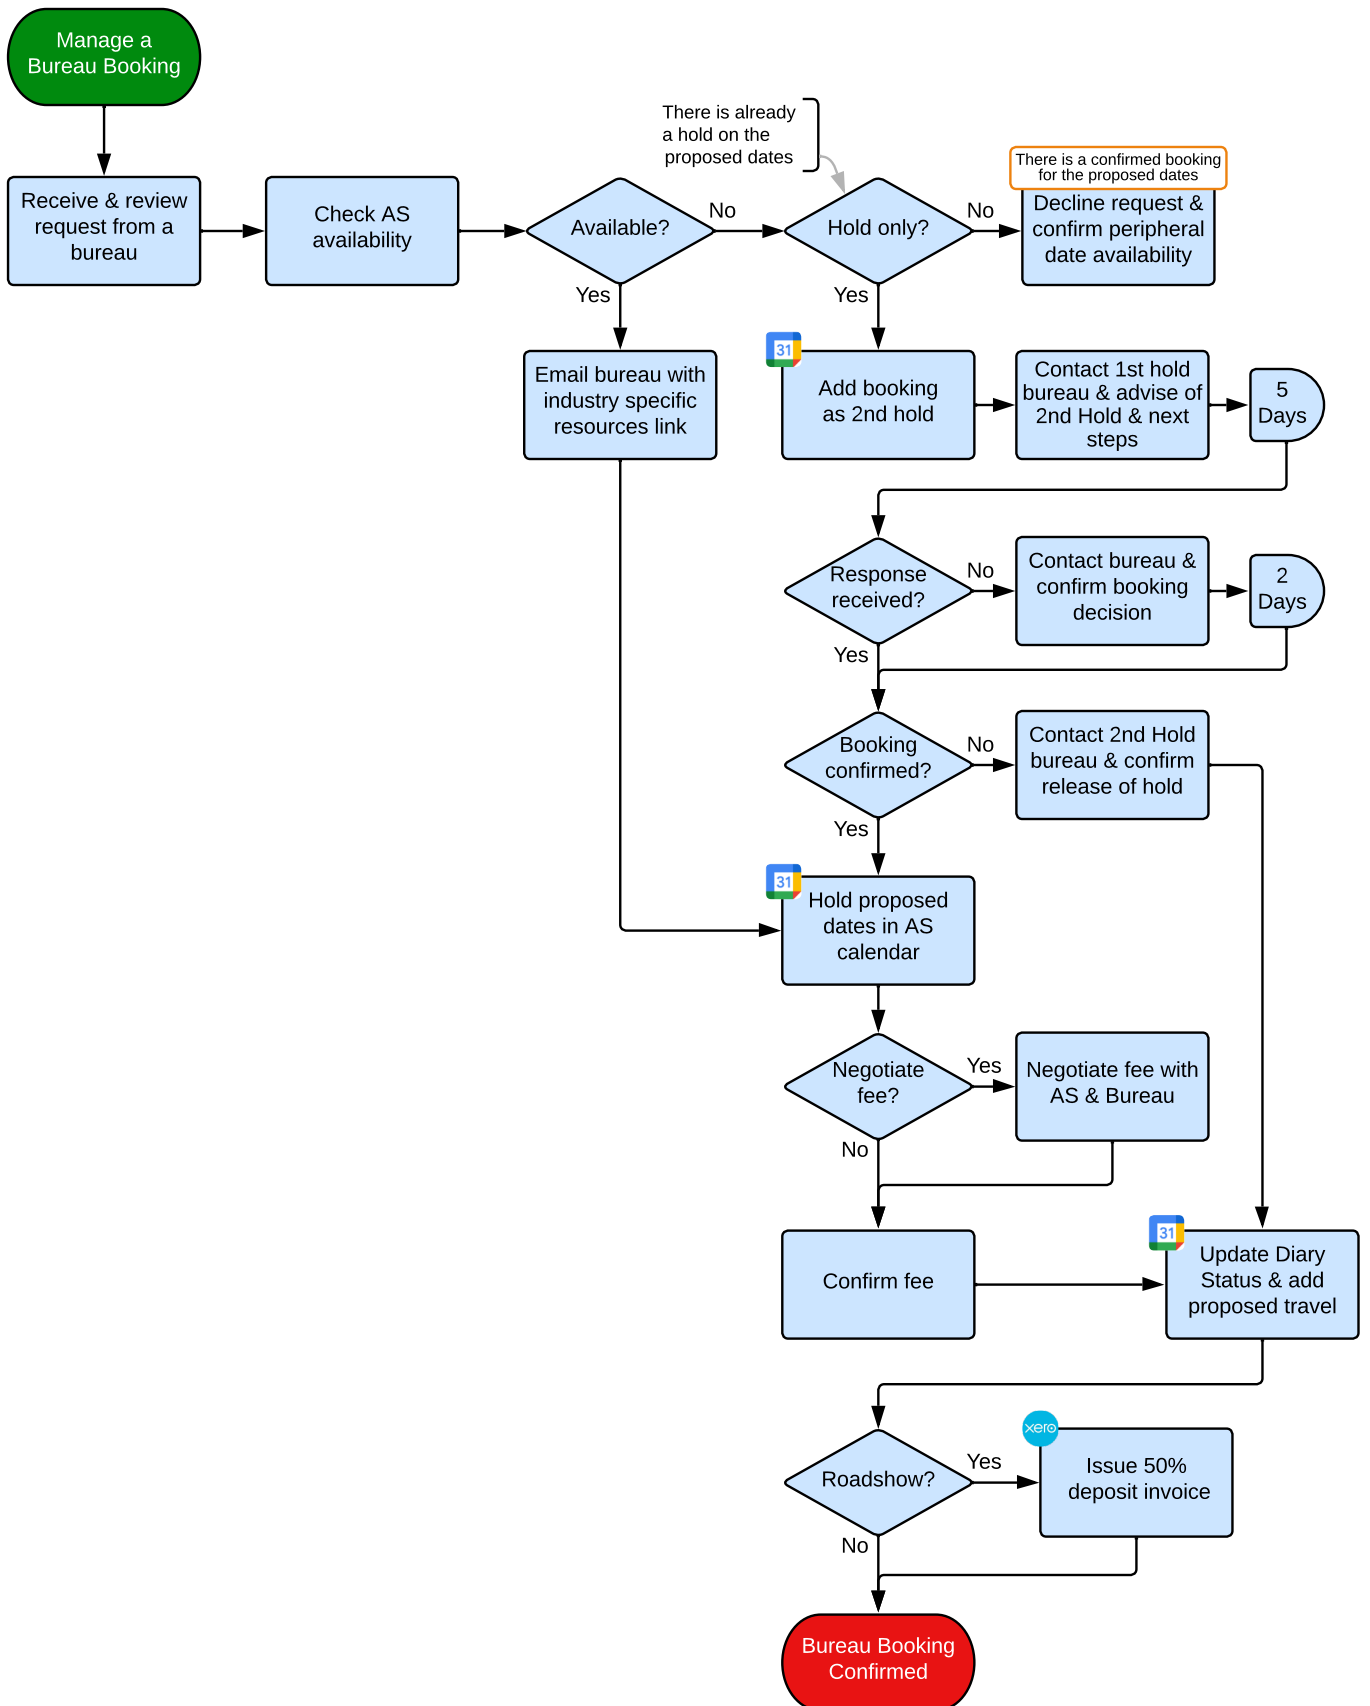 Manage a
Bureau Booking
There is already
a hold on the
proposed dates
There is a confirmed booking
for the proposed dates
Receive & review
request from a
bureau
Check AS
availability
Available?
No
Hold only?
No
Decline request &
confirm peripheral
date availability
Yes
Yes
Email bureau with
industry specific
resources link
31
Add booking
as 2nd hold
Contact 1st hold
bureau & advise of
2nd Hold & next
steps
5
Days
Response
received?
No
Contact bureau &
confirm booking
decision
2
Days
Yes
Booking
confirmed?
No
Contact 2nd Hold
bureau & confirm
release of hold
Yes
31
Hold proposed
dates in AS
calendar
Negotiate
fee?
Yes
Negotiate fee with
AS & Bureau
No
Confirm fee
31
Update Diary
Status & add
proposed travel
Roadshow?
Yes
xero
Issue 50%
deposit invoice
No
Bureau Booking
Confirmed